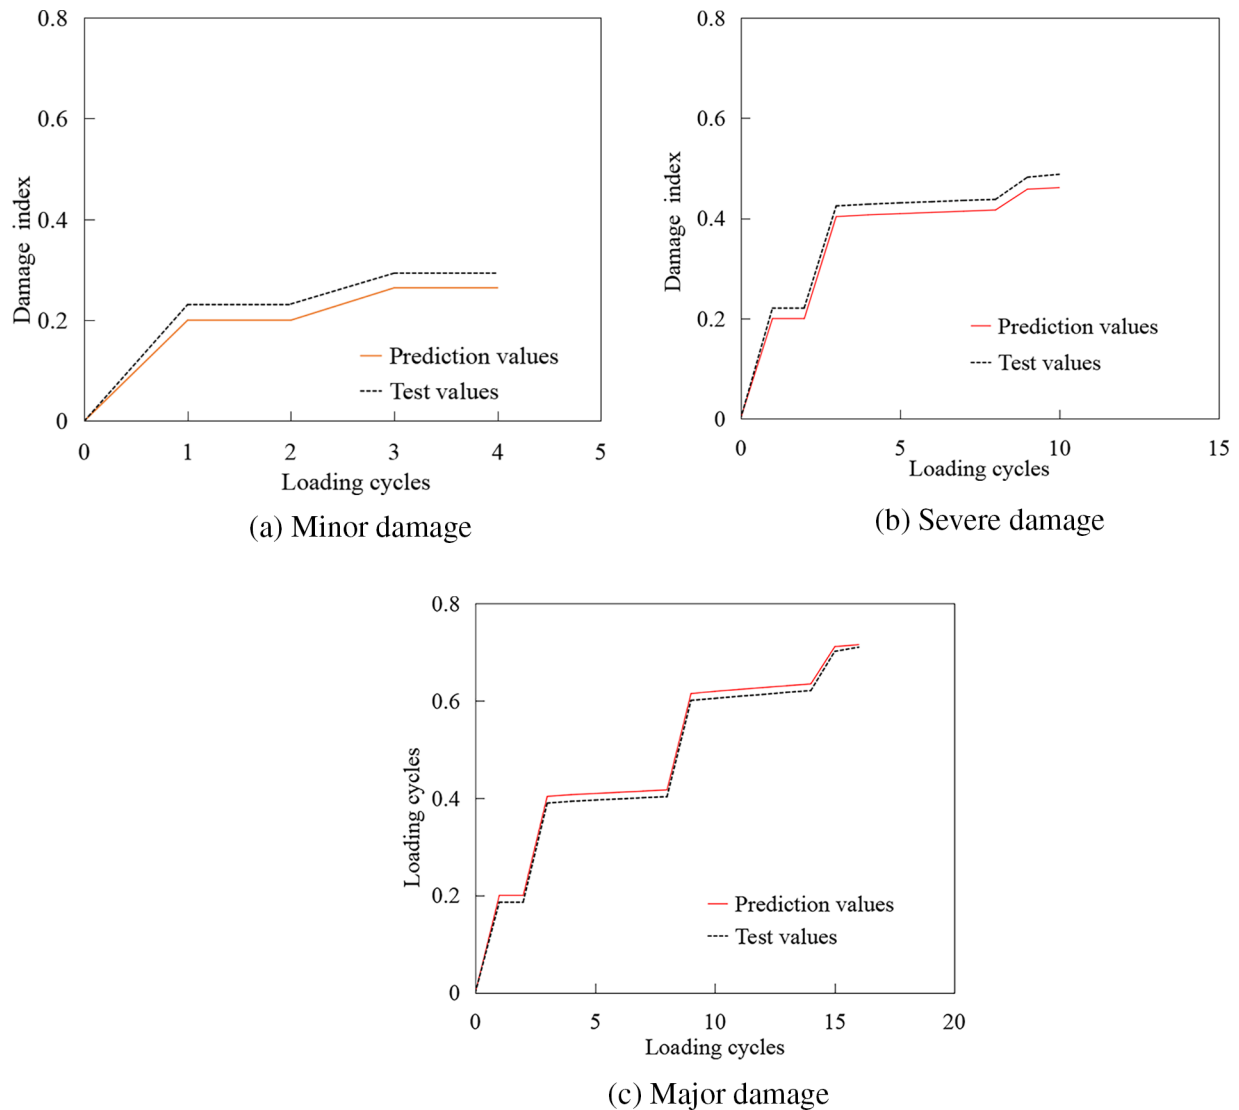 0.8
0.6
0.4
0.2
0
Damage index
0 1 2 3 4 5
Loading cycles
Prediction values
Test values
(a) Minor damage
0.8
0.6
0.4
0.2
0
Damage index
0 5 10 15
Loading cycles
Prediction values
Test values
(b) Severe damage
0.8
0.6
0.4
0.2
0
Loading cycles
0 5 10 15 20
Loading cycles
Prediction values
Test values
(c) Major damage